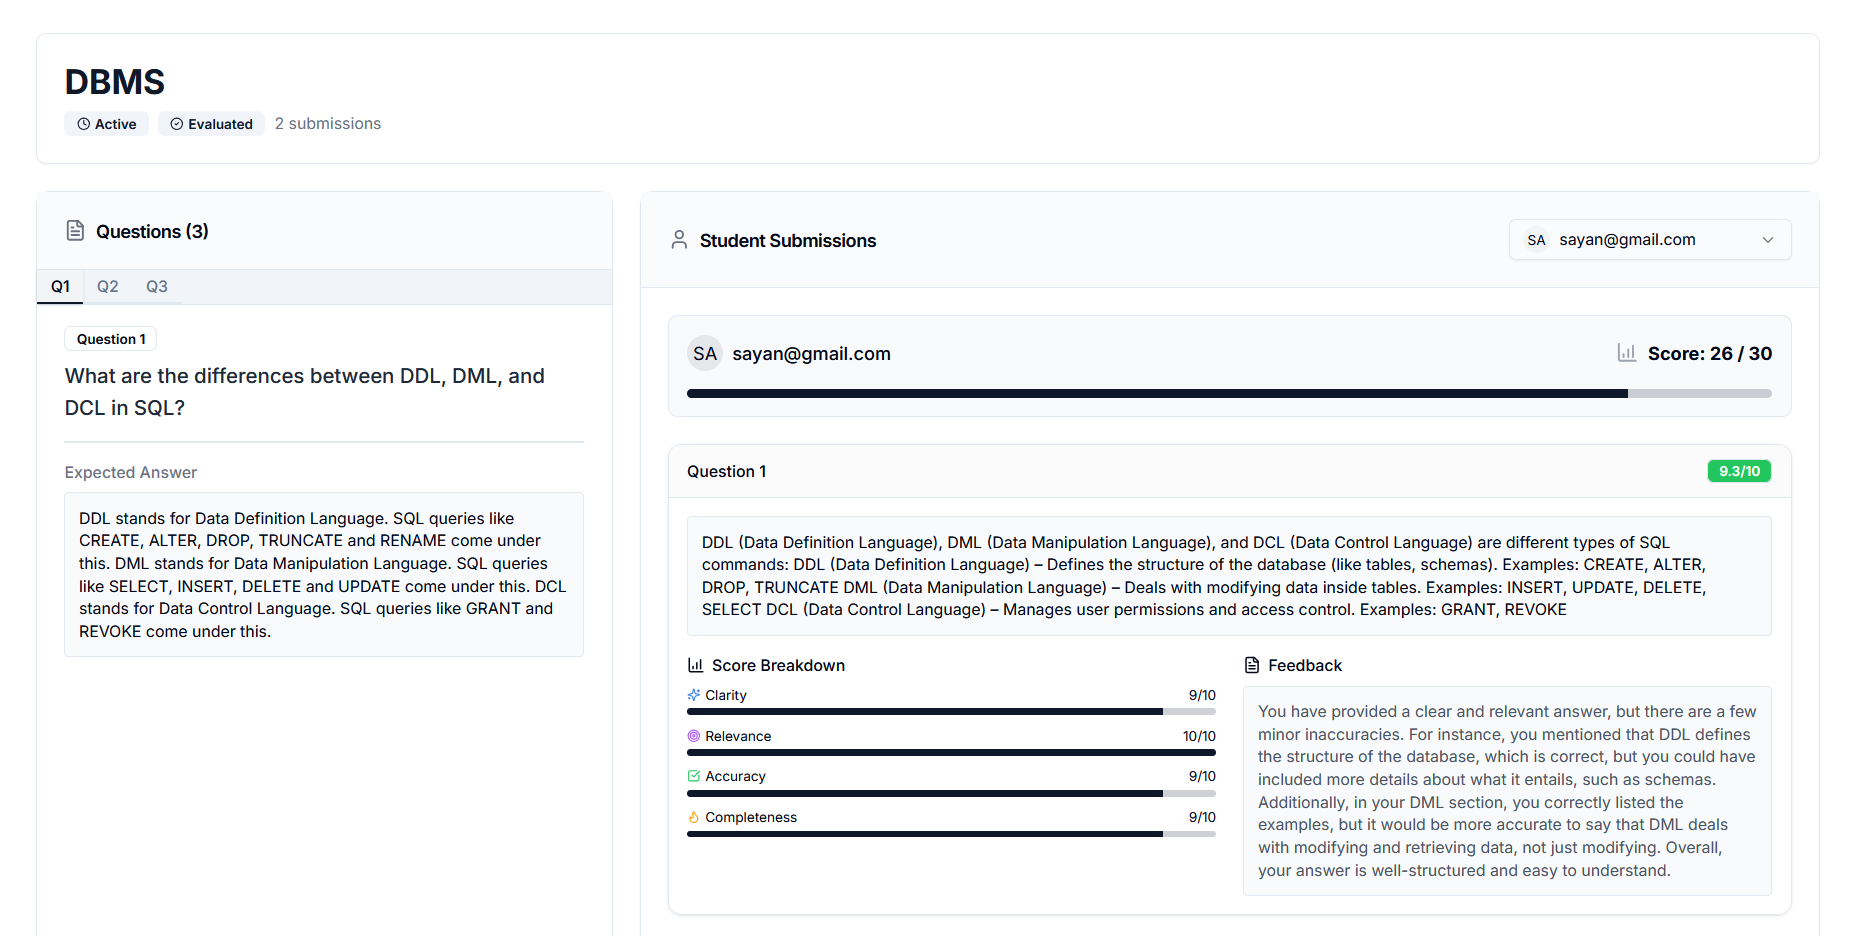 DBMS
Active
Evaluated
2 submissions
Questions (3)
Q1
Q2
Q3
Question 1
What are the differences between DDL, DML, and
DCL in SQL?
Expected Answer
DDL stands for Data Definition Language. SQL queries like
CREATE, ALTER, DROP, TRUNCATE and RENAME come under
this. DML stands for Data Manipulation Language. SQL queries
like SELECT, INSERT, DELETE and UPDATE come under this. DCL
stands for Data Control Language. SQL queries like GRANT and
REVOKE come under this.
Student Submissions
SA sayan@gmail.com
SA sayan@gmail.com
Score: 26 / 30
Question 1
9.3/10
DDL (Data Definition Language), DML (Data Manipulation Language), and DCL (Data Control Language) are different types of SQL
commands: DDL (Data Definition Language) – Defines the structure of the database (like tables, schemas). Examples: CREATE, ALTER,
DROP, TRUNCATE DML (Data Manipulation Language) – Deals with modifying data inside tables. Examples: INSERT, UPDATE, DELETE,
SELECT DCL (Data Control Language) – Manages user permissions and access control. Examples: GRANT, REVOKE
Score Breakdown
Clarity 9/10
Relevance 10/10
Accuracy 9/10
Completeness 9/10
Feedback
You have provided a clear and relevant answer, but there are a few
minor inaccuracies. For instance, you mentioned that DDL defines
the structure of the database, which is correct, but you could have
included more details about what it entails, such as schemas.
Additionally, in your DML section, you correctly listed the
examples, but it would be more accurate to say that DML deals
with modifying and retrieving data, not just modifying. Overall,
your answer is well-structured and easy to understand.